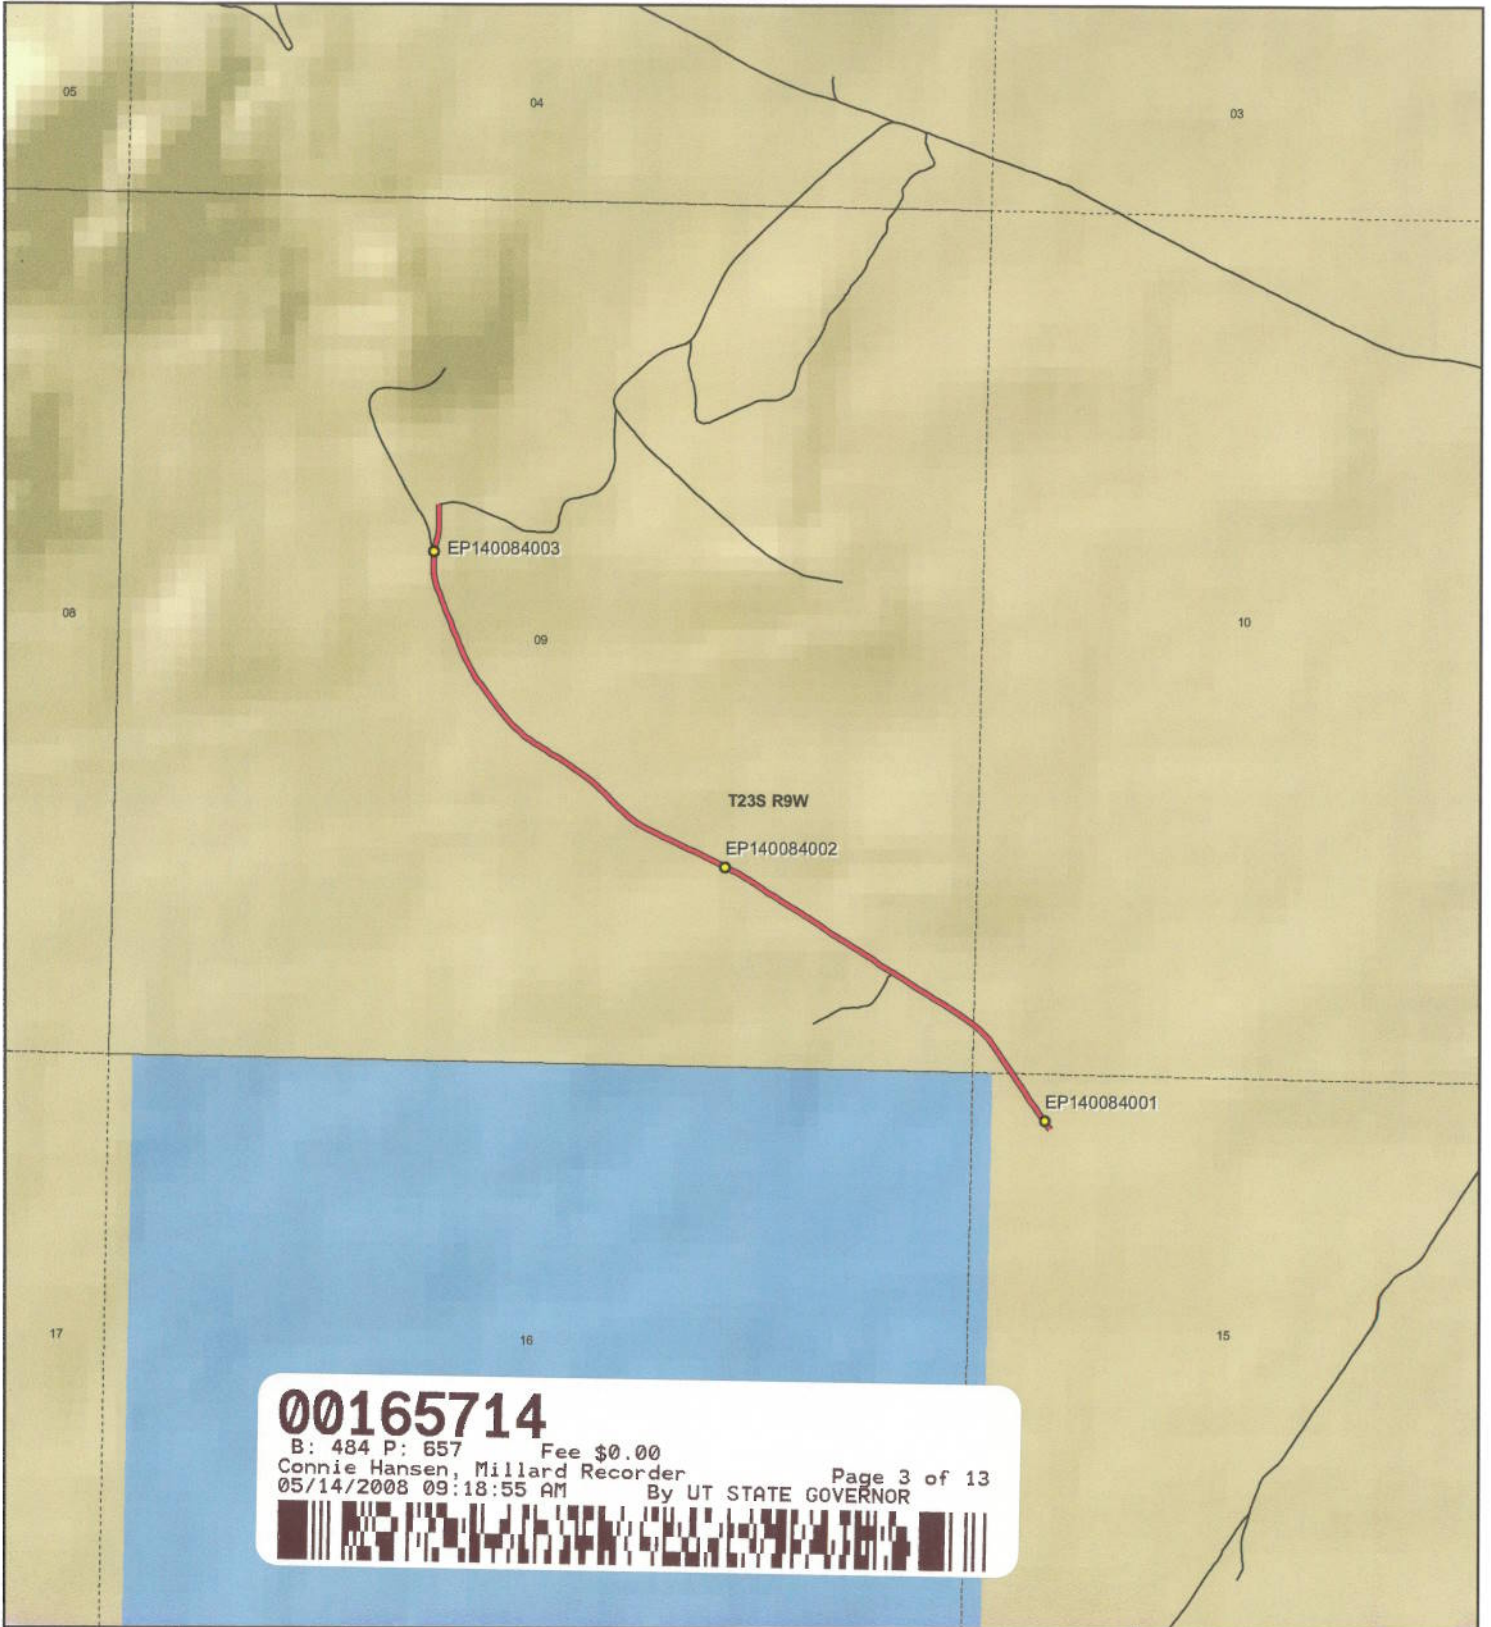 05
04
03
EP140084003
08
09
10
T23S R9W
EP140084002
EP140084001
17
16
15
00165714
B: 484 P: 657 Fee $0.00
Connie Hansen, Millard Recorder Page 3 of 13
05/14/2008 09:18:55 AM By UT STATE GOVERNOR